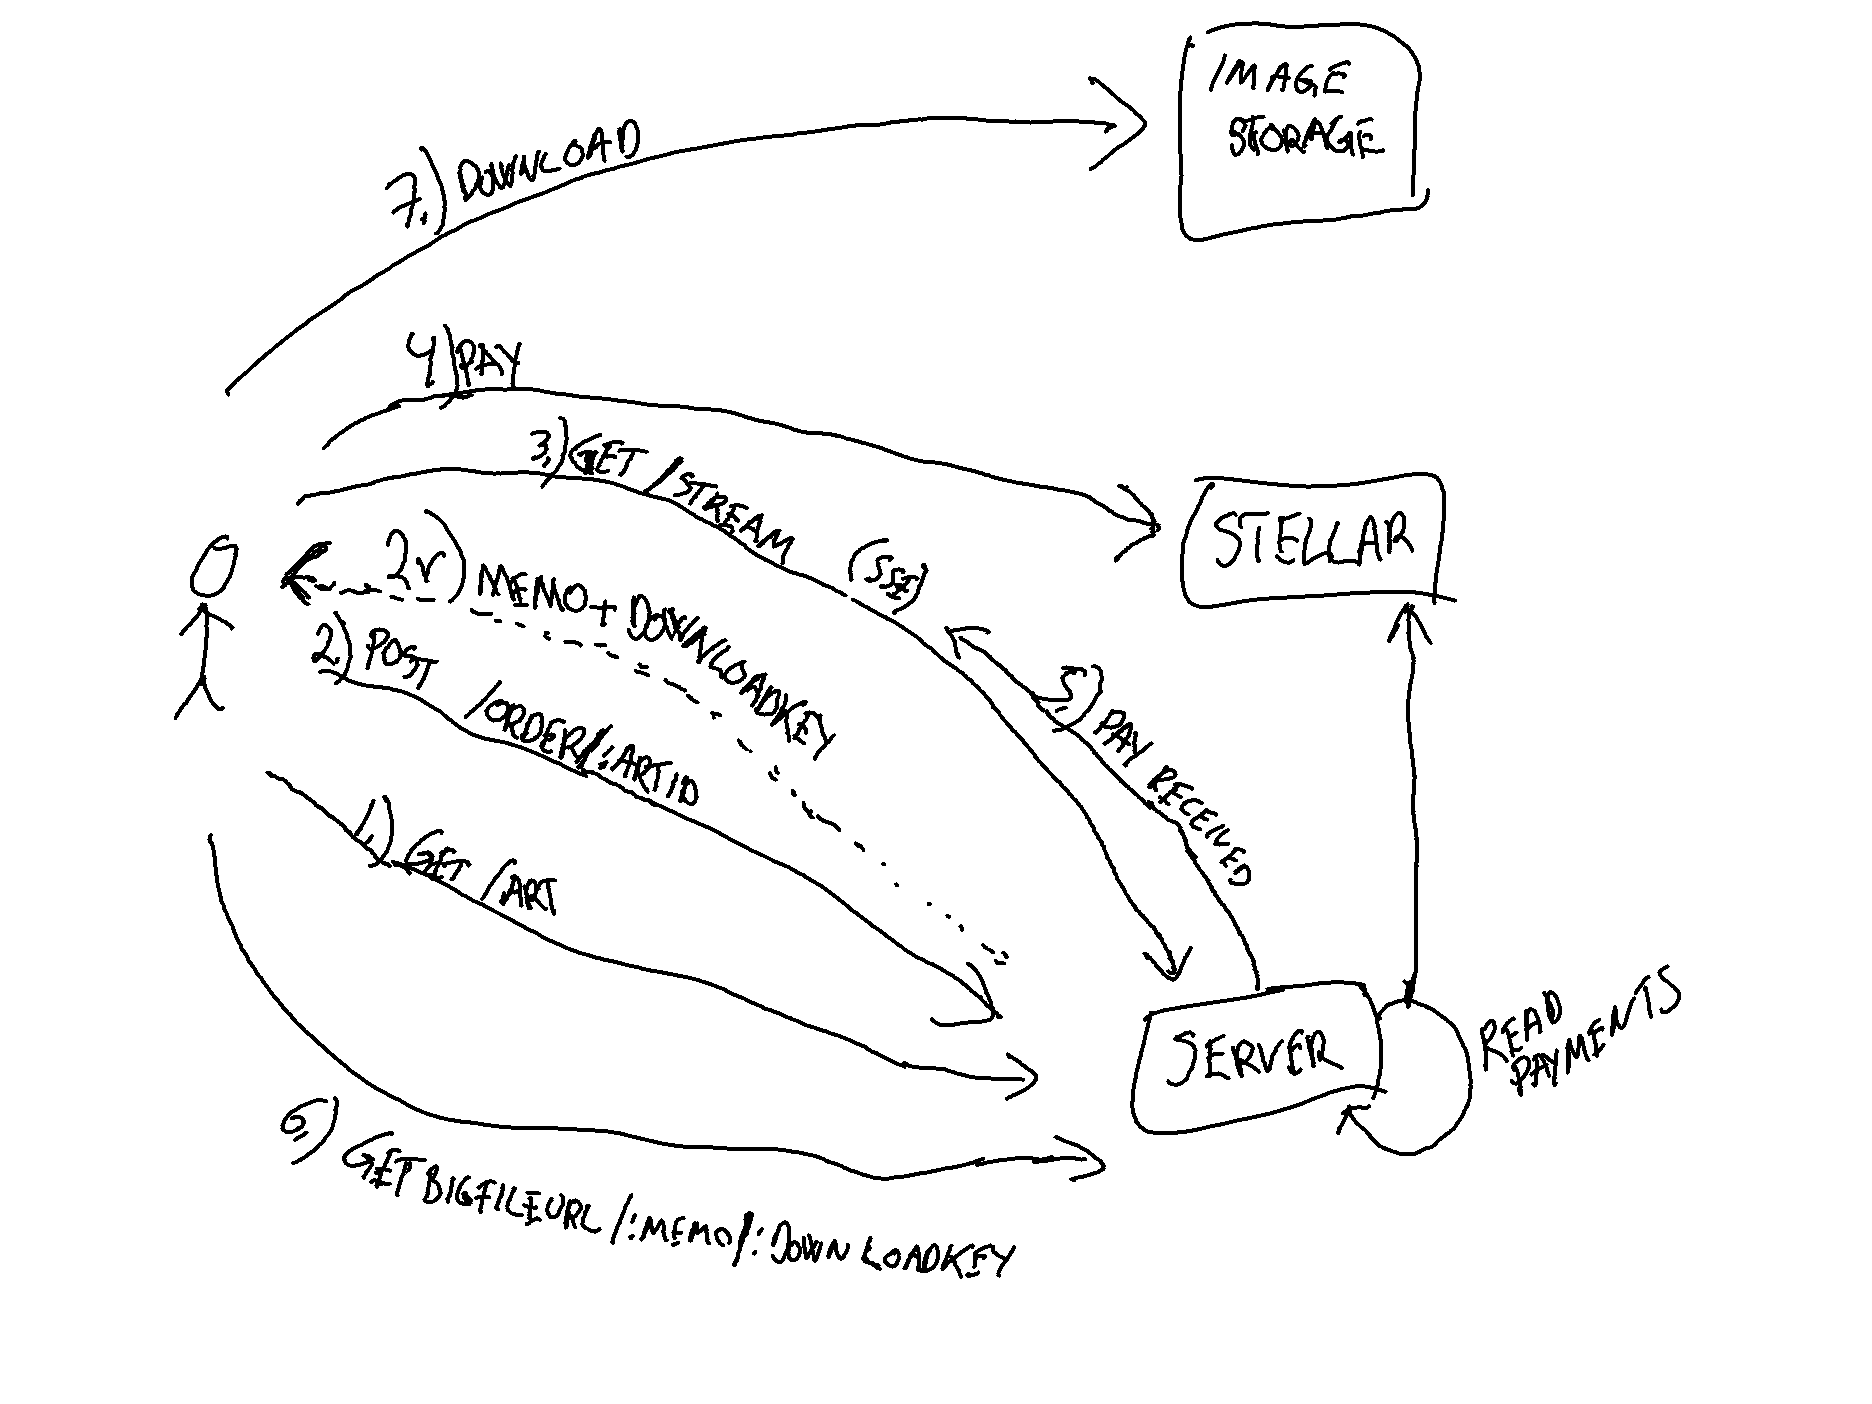 IMAGE
STORAGE
7.) DOWNLOAD
4) PAY
3.) GET /STREAM (SSE)
STELLAR
2r) MEMO + DOWNLOADKEY
2.) POST /ORDER/:ARTID
5.) PAY RECEIVED
1.) GET /ART
SERVER
READ
PAYMENTS
6.) GET BIGFILEURL /:MEMO/:DOWNLOADKEY